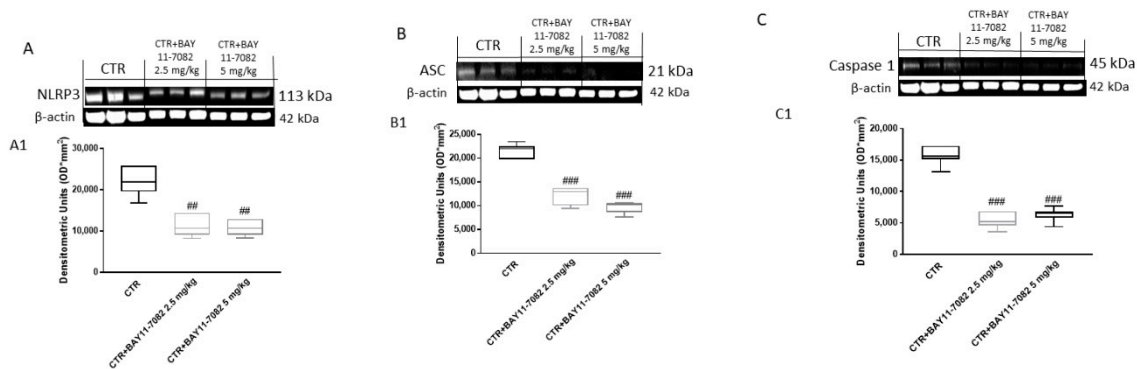 A
CTR
CTR+BAY
11-7082
2.5 mg/kg
CTR+BAY
11-7082
5 mg/kg
NLRP3
113 kDa
β-actin
42 kDa
A1
Densitometric Units (OD*mm²)
30,000
20,000
10,000
0
##
##
CTR
CTR+BAY11-7082 2.5 mg/kg
CTR+BAY11-7082 5 mg/kg
B
CTR
CTR+BAY
11-7082
2.5 mg/kg
CTR+BAY
11-7082
5 mg/kg
ASC
21 kDa
β-actin
42 kDa
B1
Densitometric Units (OD*mm²)
25,000
20,000
15,000
10,000
5,000
0
###
###
CTR
CTR+BAY11-7082 2.5 mg/kg
CTR+BAY11-7082 5 mg/kg
C
CTR
CTR+BAY
11-7082
2.5 mg/kg
CTR+BAY
11-7082
5 mg/kg
Caspase 1
45 kDa
β-actin
42 kDa
C1
Densitometric Units (OD*mm²)
20,000
15,000
10,000
5,000
0
###
###
CTR
CTR+BAY11-7082 2.5 mg/kg
CTR+BAY11-7082 5 mg/kg